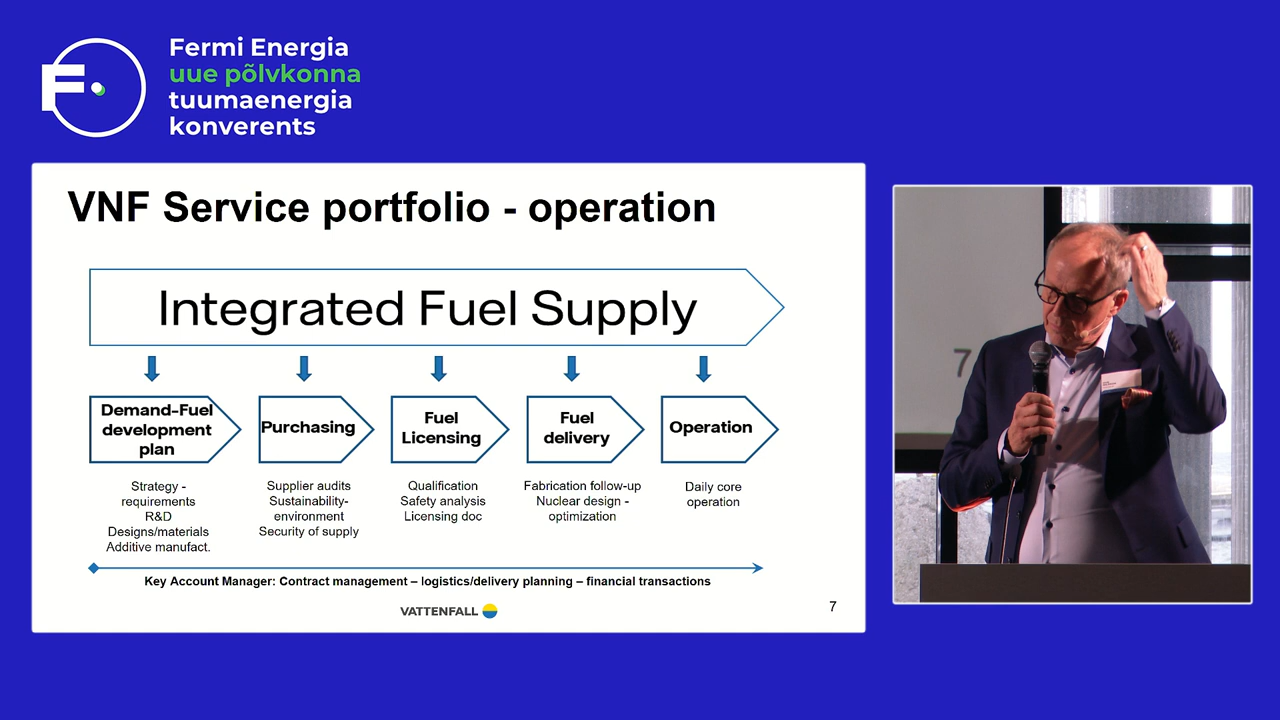 Fermi Energia
uue põlvkonna
tuumaenergia
konverents
VNF Service portfolio - operation
Integrated Fuel Supply
Demand-Fuel
development
plan
Purchasing
Fuel
Licensing
Fuel
delivery
Operation
Strategy -
requirements
R&D
Designs/materials
Additive manufact.
Supplier audits
Sustainability-
environment
Security of supply
Qualification
Safety analysis
Licensing doc
Fabrication follow-up
Nuclear design -
optimization
Daily core
operation
Key Account Manager: Contract management – logistics/delivery planning – financial transactions
VATTENFALL
7
7